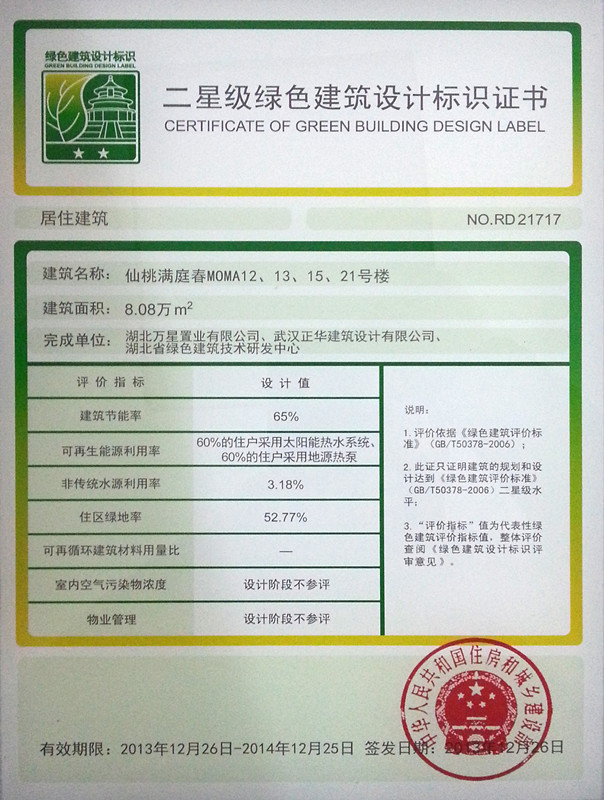 绿色建筑设计标识
GREEN BUILDING DESIGN LABEL
二星级绿色建筑设计标识证书
CERTIFICATE OF GREEN BUILDING DESIGN LABEL
居住建筑 NO.RD21717
建筑名称： 仙桃满庭春MOMA12、13、15、21号楼
建筑面积： 8.08万m²
完成单位： 湖北万星置业有限公司、武汉正华建筑设计有限公司、
湖北省绿色建筑技术研发中心
评价指标 设计值
建筑节能率 65%
可再生能源利用率 60%的住户采用太阳能热水系统、
60%的住户采用地源热泵
非传统水源利用率 3.18%
住区绿地率 52.77%
可再循环建筑材料用量比 —
室内空气污染物浓度 设计阶段不参评
物业管理 设计阶段不参评
说明：
1.评价依据《绿色建筑评价标
准》（GB/T50378-2006）；
2.此证只证明建筑的规划和设
计达到《绿色建筑评价标准》
（GB/T50378-2006）二星级水
平；
3.“评价指标”值为代表性绿
色建筑评价指标值，整体评价
查阅《绿色建筑设计标识评
审意见》。
中华人民共和国住房和城乡建设部
有效期限：2013年12月26日-2014年12月25日 签发日期：2013年12月26日